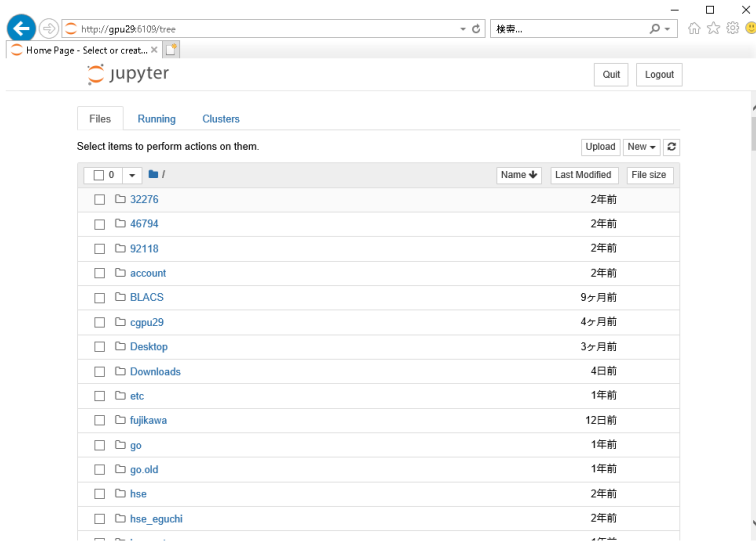 http://gpu29:6109/tree
検索...
Home Page - Select or creat...
jupyter
Quit Logout
Files Running Clusters
Select items to perform actions on them.
Upload New
0 / Name Last Modified File size
32276 2年前
46794 2年前
92118 2年前
account 2年前
BLACS 9ヶ月前
cgpu29 4ヶ月前
Desktop 3ヶ月前
Downloads 4日前
etc 1年前
fujikawa 12日前
go 1年前
go.old 1年前
hse 2年前
hse_eguchi 2年前